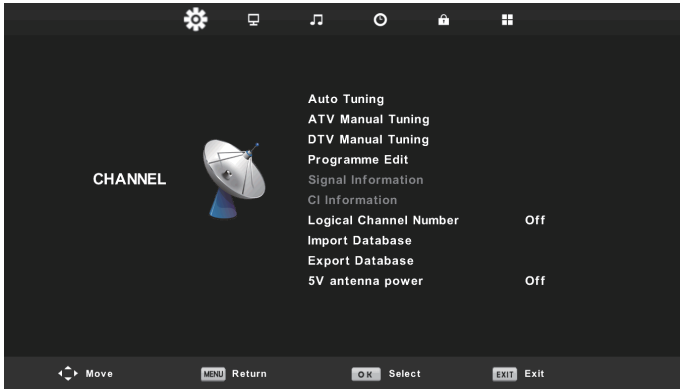 CHANNEL
Auto Tuning
ATV Manual Tuning
DTV Manual Tuning
Programme Edit
Signal Information
CI Information
Logical Channel Number Off
Import Database
Export Database
5V antenna power Off
Move MENU Return OK Select EXIT Exit